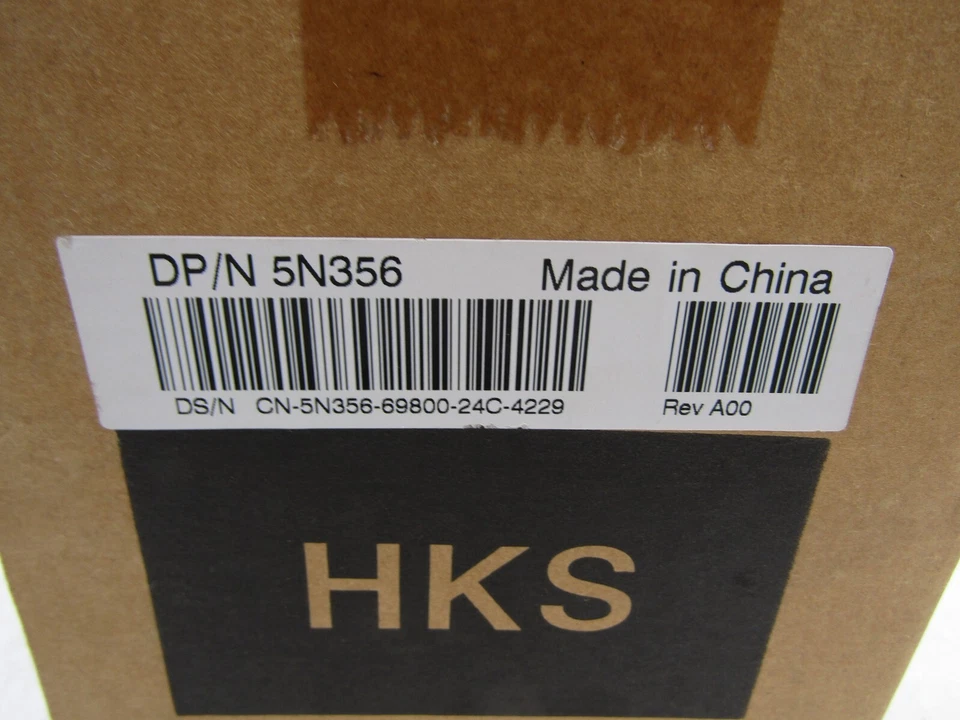 DP/N 5N356 Made in China
DS/N CN-5N356-69800-24C-4229 Rev A00
HKS